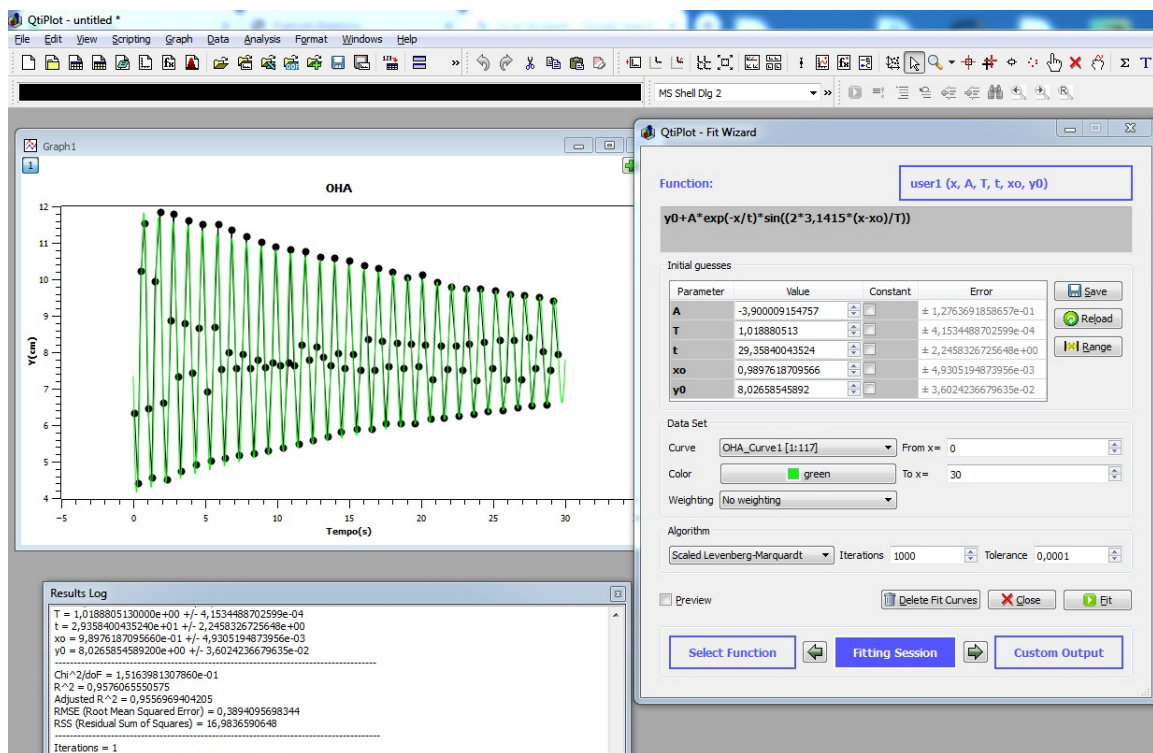 QtiPlot - untitled *
File Edit View Scripting Graph Data Analysis Format Windows Help
MS Shell Dlg 2
Graph1
1
OHA
12
11
10
9
8
7
6
5
4
Y(cm)
-5 0 5 10 15 20 25 30
Tempo(s)
Results Log
T = 1,0188805130000e+00 +/- 4,1534488702599e-04
t = 2,9358400435240e+01 +/- 2,2458326725648e+00
xo = 9,8976187095660e-01 +/- 4,9305194873956e-03
y0 = 8,0265854589200e+00 +/- 3,6024236679635e-02
--------------------------------------------------------------------------------------
Chi^2/doF = 1,5163981307860e-01
R^2 = 0,9576065550575
Adjusted R^2 = 0,9556969404205
RMSE (Root Mean Squared Error) = 0,3894095698344
RSS (Residual Sum of Squares) = 16,9836590648
--------------------------------------------------------------------------------------
Iterations = 1
QtiPlot - Fit Wizard
Function: user1 (x, A, T, t, xo, y0)
y0+A*exp(-x/t)*sin((2*3,1415*(x-xo)/T))
Initial guesses
Parameter Value Constant Error
A -3,900009154757 ± 1,2763691858657e-01
T 1,018880513 ± 4,1534488702599e-04
t 29,35840043524 ± 2,2458326725648e+00
xo 0,9897618709566 ± 4,9305194873956e-03
y0 8,02658545892 ± 3,6024236679635e-02
Save
Reload
Range
Data Set
Curve OHA_Curve1 [1:117] From x= 0
Color green To x= 30
Weighting No weighting
Algorithm
Scaled Levenberg-Marquardt Iterations 1000 Tolerance 0,0001
Preview Delete Fit Curves Close Fit
Select Function Fitting Session Custom Output